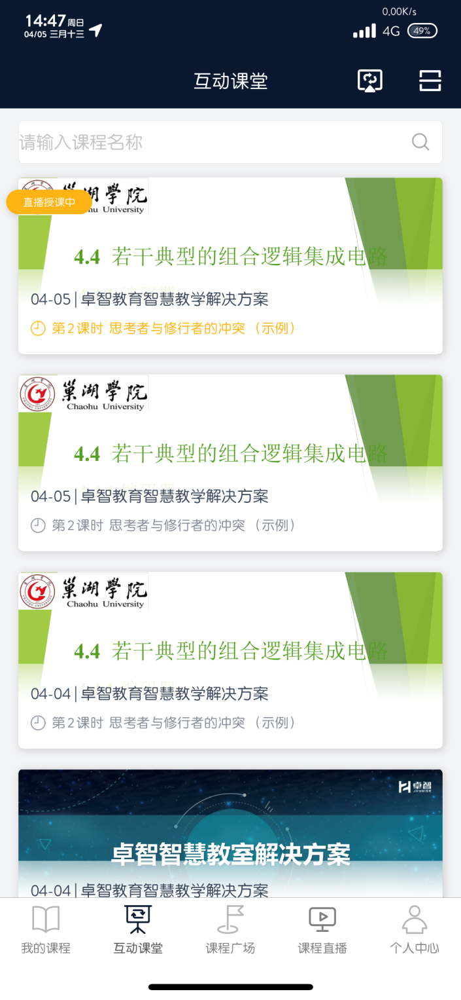 14:47周日
04/05 三月十三
0.00K/s
4G 49%
互动课堂
请输入课程名称
直播授课中
湖學院
University
4.4 若干典型的组合逻辑集成电路
04-05|卓智教育智慧教学解决方案
第2课时 思考者与修行者的冲突 （示例）
巢湖學院
Chaohu University
4.4 若干典型的组合逻辑集成电路
04-05|卓智教育智慧教学解决方案
第2课时 思考者与修行者的冲突 （示例）
巢湖學院
Chaohu University
4.4 若干典型的组合逻辑集成电路
04-04|卓智教育智慧教学解决方案
第2课时 思考者与修行者的冲突 （示例）
卓智
JOYWISE
卓智智慧教室解决方案
04-04|卓智教育智慧教学解决方案
我的课程
互动课堂
课程广场
课程直播
个人中心